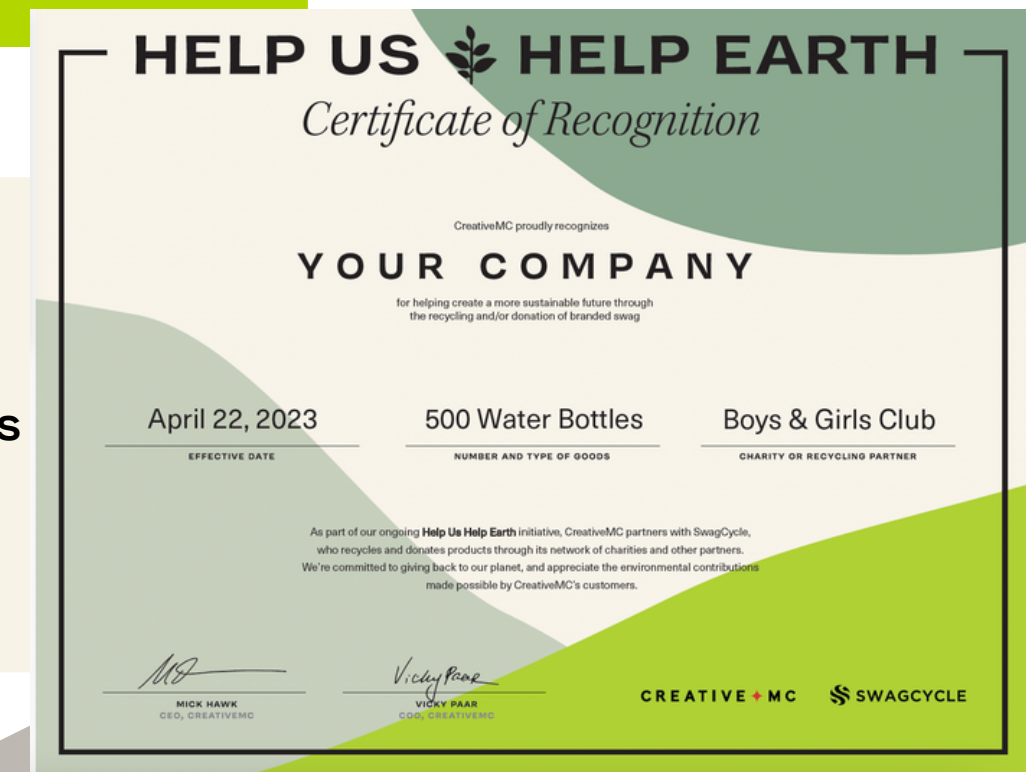 HELP US HELP EARTH
Certificate of Recognition
CreativeMC proudly recognizes
YOUR COMPANY
for helping create a more sustainable future through
the recycling and/or donation of branded swag
April 22, 2023
EFFECTIVE DATE
500 Water Bottles
NUMBER AND TYPE OF GOODS
Boys & Girls Club
CHARITY OR RECYCLING PARTNER
s
As part of our ongoing Help Us Help Earth initiative, CreativeMC partners with SwagCycle,
who recycles and donates products through its network of charities and other partners.
We're committed to giving back to our planet, and appreciate the environmental contributions
made possible by CreativeMC's customers.
MICK HAWK
CEO, CREATIVEMC
Vicky Paar
VICKY PAAR
COO, CREATIVEMC
CREATIVE MC
SWAGCYCLE